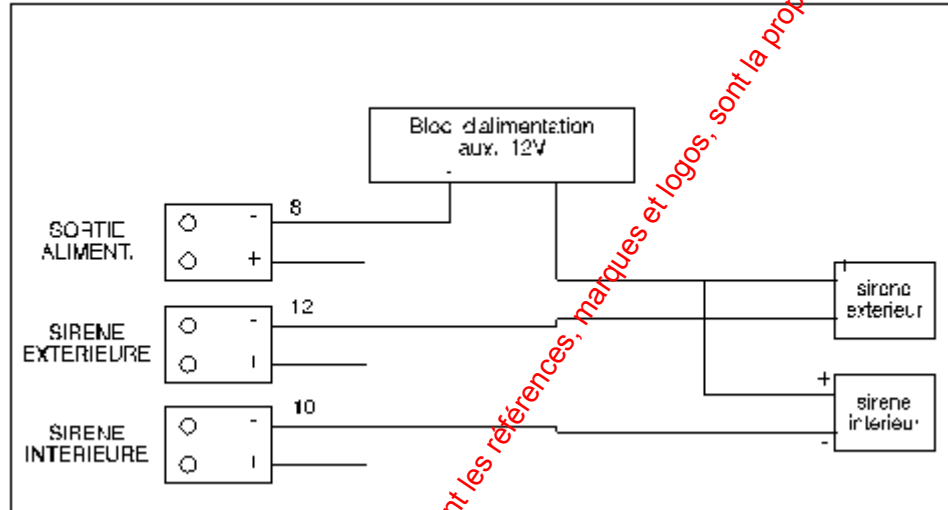 Bloc d'alimentation
aux. 12V
-
SORTIE
ALIMENT.
-
+
8
SIRENE
EXTERIEURE
-
12
sirene
exterieur
SIRENE
INTERIEURE
-
10
+
-
sirene
interieur
nt les références, marques et logos, sont la prop